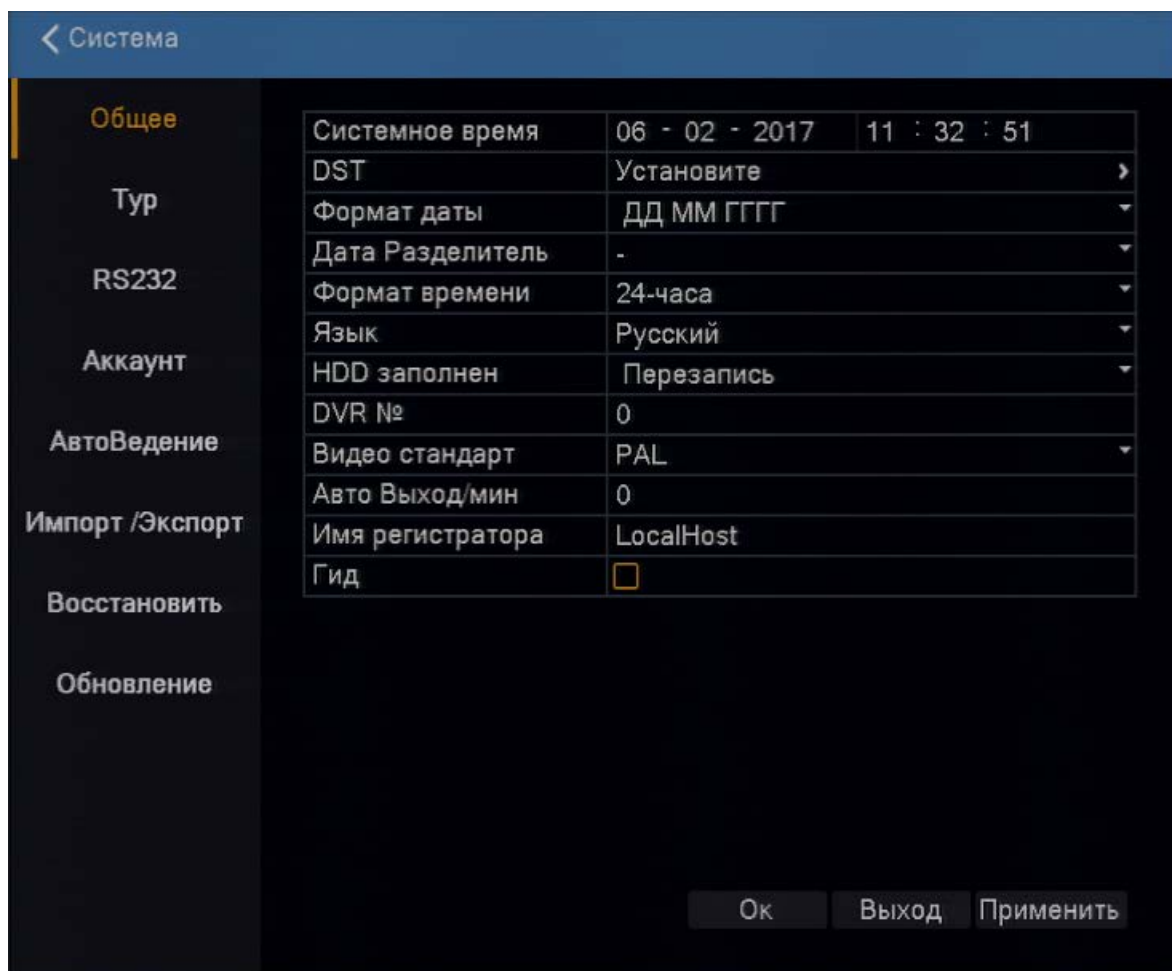 Система
Общее
Тур
RS232
Аккаунт
АвтоВедение
Импорт /Экспорт
Восстановить
Обновление
Системное время 06 - 02 - 2017 11 : 32 : 51
DST Установите
Формат даты ДД ММ ГГГГ
Дата Разделитель -
Формат времени 24-часа
Язык Русский
HDD заполнен Перезапись
DVR № 0
Видео стандарт PAL
Авто Выход/мин 0
Имя регистратора LocalHost
Гид
Ок Выход Применить